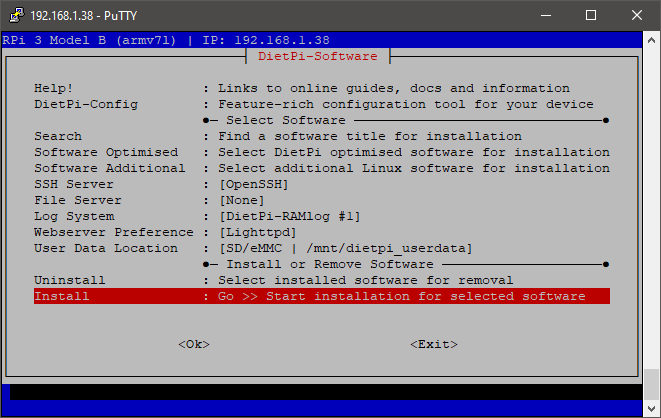 192.168.1.38 - PuTTY
RPi 3 Model B (armv7l) | IP: 192.168.1.38
DietPi-Software
Help! : Links to online guides, docs and information
DietPi-Config : Feature-rich configuration tool for your device
●─ Select Software ─●
Search : Find a software title for installation
Software Optimised : Select DietPi optimised software for installation
Software Additional : Select additional Linux software for installation
SSH Server : [OpenSSH]
File Server : [None]
Log System : [DietPi-RAMlog #1]
Webserver Preference : [Lighttpd]
User Data Location : [SD/eMMC | /mnt/dietpi_userdata]
●─ Install or Remove Software ─●
Uninstall : Select installed software for removal
Install : Go >> Start installation for selected software
<Ok> <Exit>